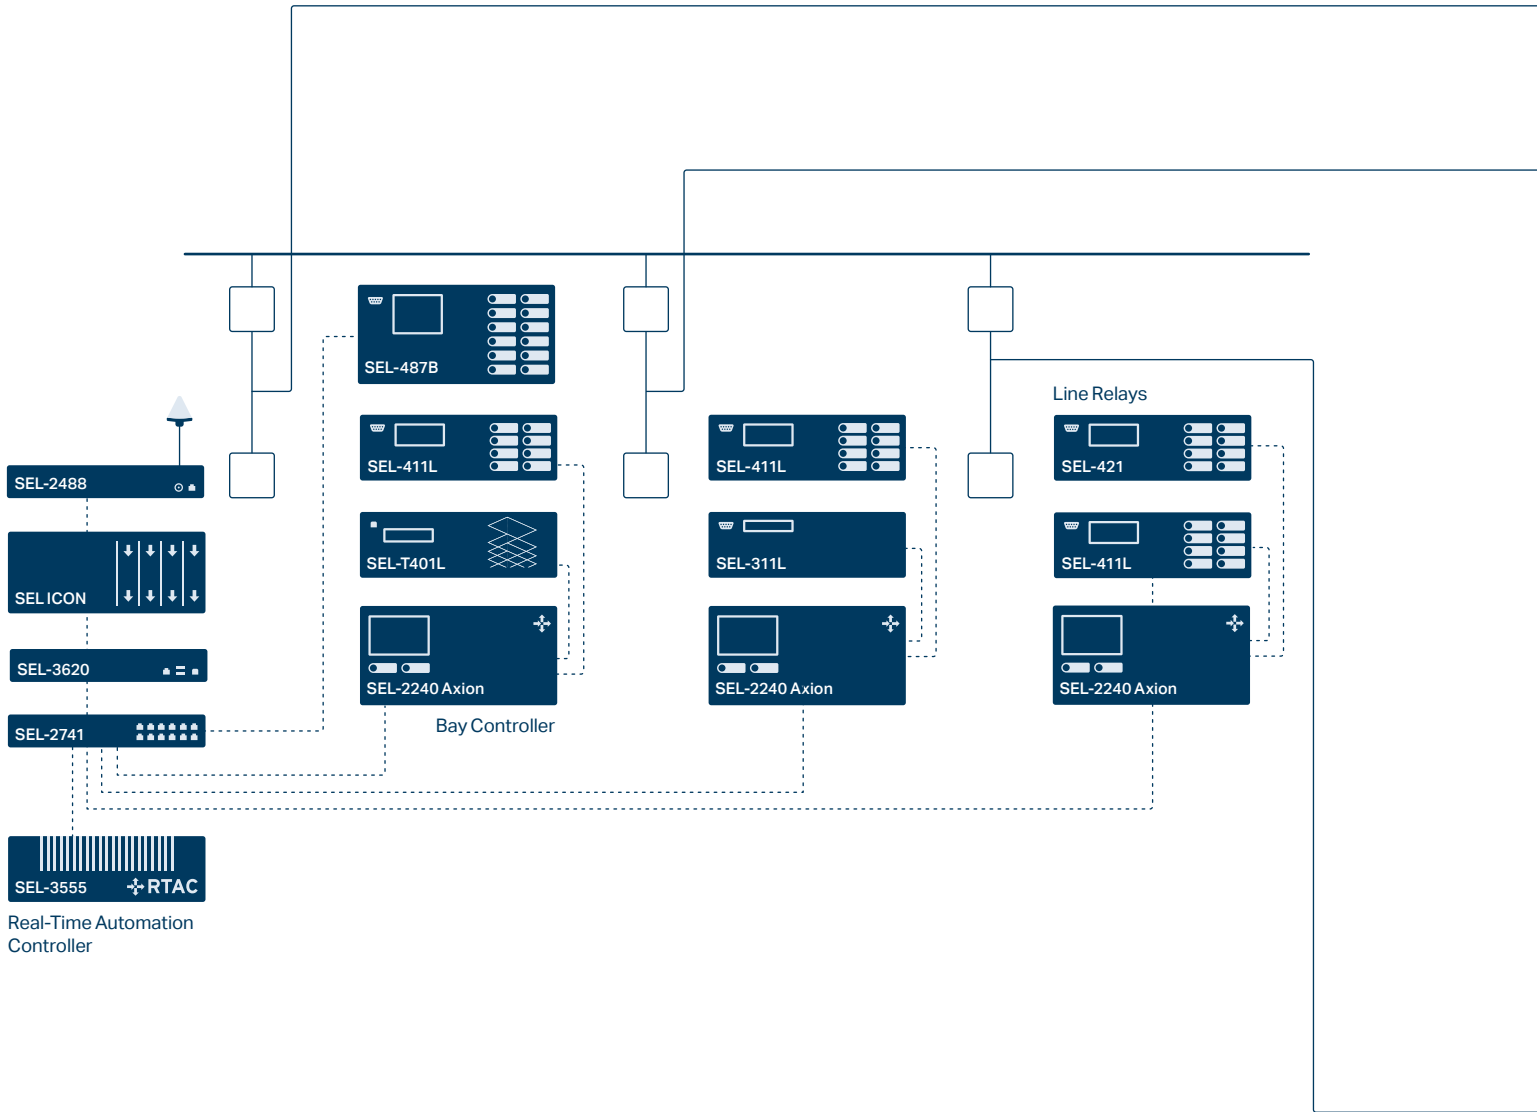 SEL-487B
Line Relays
SEL-411L
SEL-411L
SEL-421
SEL-2488
SEL-T401L
SEL-311L
SEL-411L
SEL ICON
SEL-3620
SEL-2240 Axion
SEL-2240 Axion
SEL-2240 Axion
Bay Controller
SEL-2741
SEL-3555
RTAC
Real-Time Automation
Controller